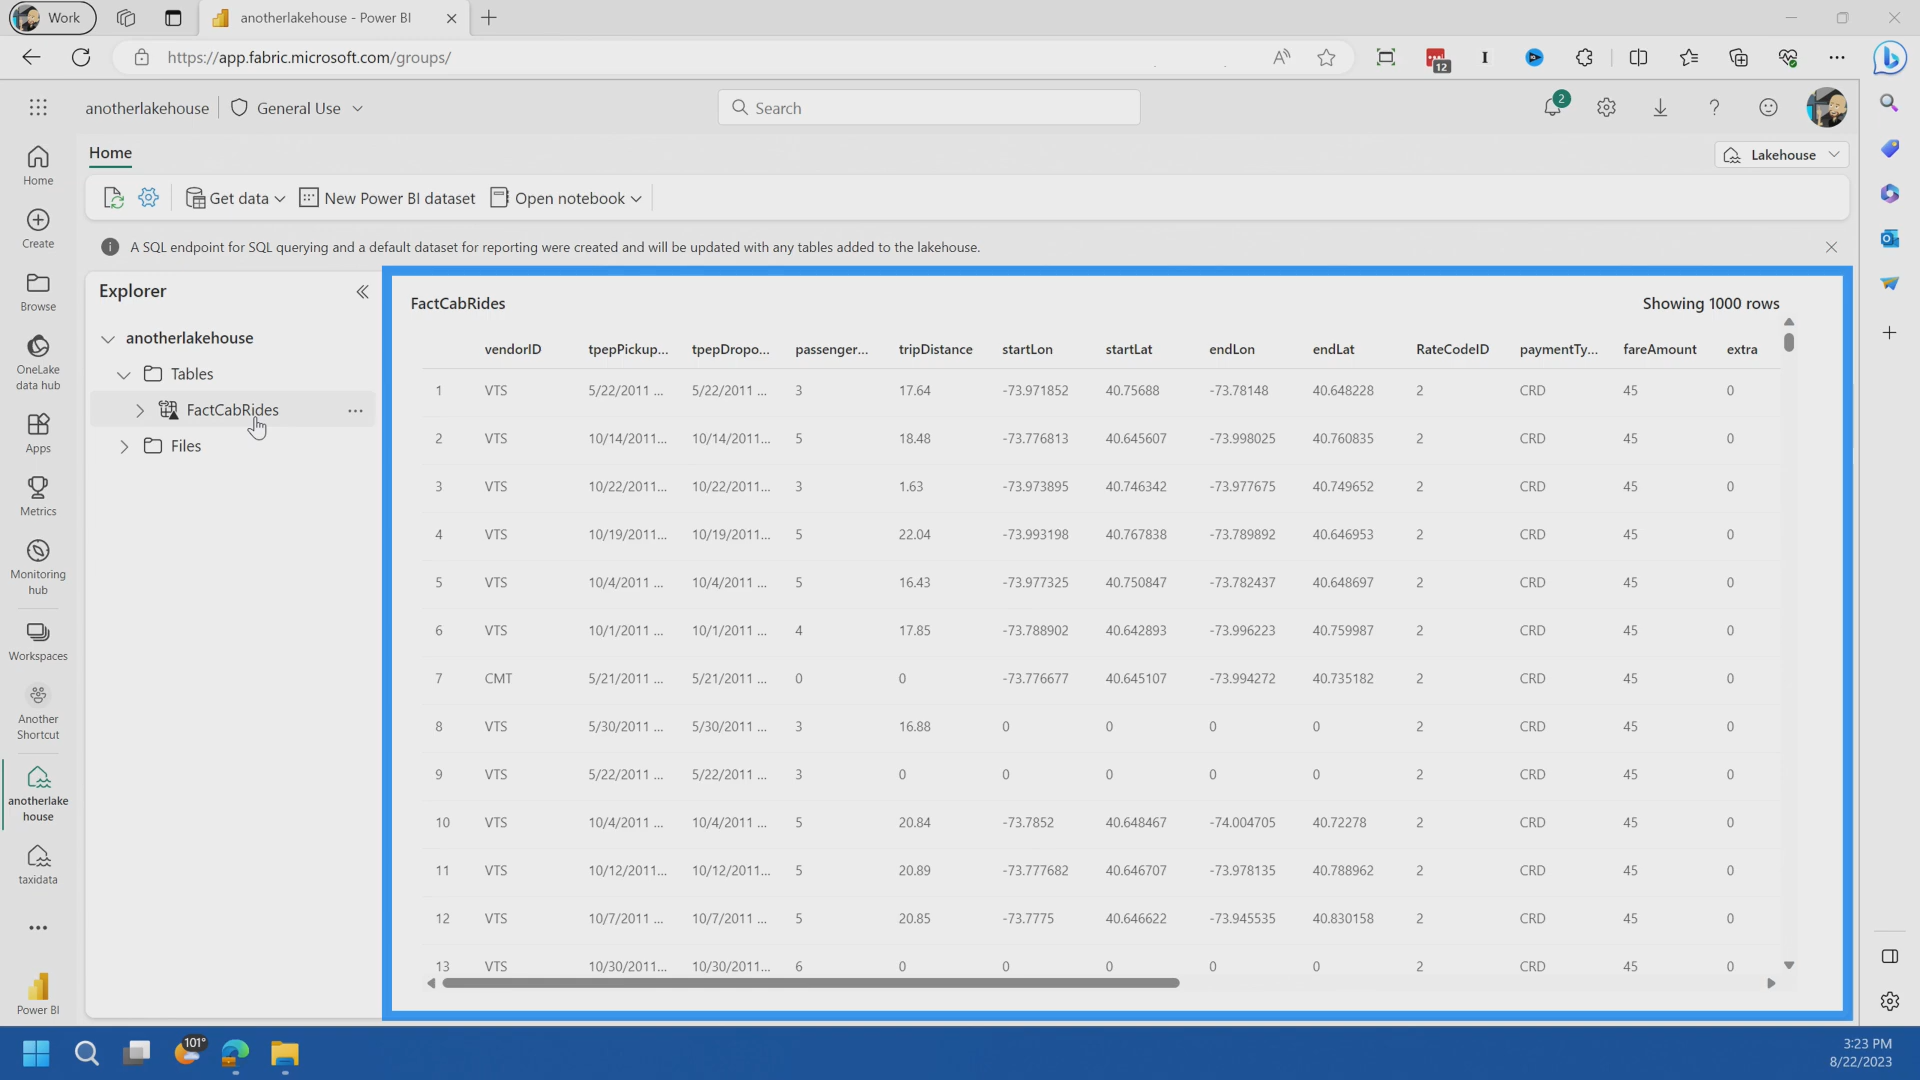 Work
anotherlakehouse - Power BI
https://app.fabric.microsoft.com/groups/
12
anotherlakehouse
General Use
Search
2
Home
Lakehouse
Get data
New Power BI dataset
Open notebook
A SQL endpoint for SQL querying and a default dataset for reporting were created and will be updated with any tables added to the lakehouse.
Home
Create
Browse
OneLake
data hub
Apps
Metrics
Monitoring
hub
Workspaces
Another
Shortcut
anotherlake
house
taxidata
Power BI
Explorer
anotherlakehouse
Tables
FactCabRides
Files
FactCabRides
Showing 1000 rows
vendorID tpepPickup... tpepDropo... passenger... tripDistance startLon startLat endLon endLat RateCodeID paymentTy... fareAmount extra
1 VTS 5/22/2011 ... 5/22/2011 ... 3 17.64 -73.971852 40.75688 -73.78148 40.648228 2 CRD 45 0
2 VTS 10/14/2011... 10/14/2011... 5 18.48 -73.776813 40.645607 -73.998025 40.760835 2 CRD 45 0
3 VTS 10/22/2011... 10/22/2011... 3 1.63 -73.973895 40.746342 -73.977675 40.749652 2 CRD 45 0
4 VTS 10/19/2011... 10/19/2011... 5 22.04 -73.993198 40.767838 -73.789892 40.646953 2 CRD 45 0
5 VTS 10/4/2011 ... 10/4/2011 ... 5 16.43 -73.977325 40.750847 -73.782437 40.648697 2 CRD 45 0
6 VTS 10/1/2011 ... 10/1/2011 ... 4 17.85 -73.788902 40.642893 -73.996223 40.759987 2 CRD 45 0
7 CMT 5/21/2011 ... 5/21/2011 ... 0 0 -73.776677 40.645107 -73.994272 40.735182 2 CRD 45 0
8 VTS 5/30/2011 ... 5/30/2011 ... 3 16.88 0 0 0 0 2 CRD 45 0
9 VTS 5/22/2011 ... 5/22/2011 ... 3 0 0 0 0 0 2 CRD 45 0
10 VTS 10/4/2011 ... 10/4/2011 ... 5 20.84 -73.7852 40.648467 -74.004705 40.72278 2 CRD 45 0
11 VTS 10/12/2011... 10/12/2011... 5 20.89 -73.777682 40.646707 -73.978135 40.788962 2 CRD 45 0
12 VTS 10/7/2011 ... 10/7/2011 ... 5 20.85 -73.7775 40.646622 -73.945535 40.830158 2 CRD 45 0
13 VTS 10/30/2011... 10/30/2011... 6 0 0 0 0 0 2 CRD 45 0
101°
3:23 PM
8/22/2023